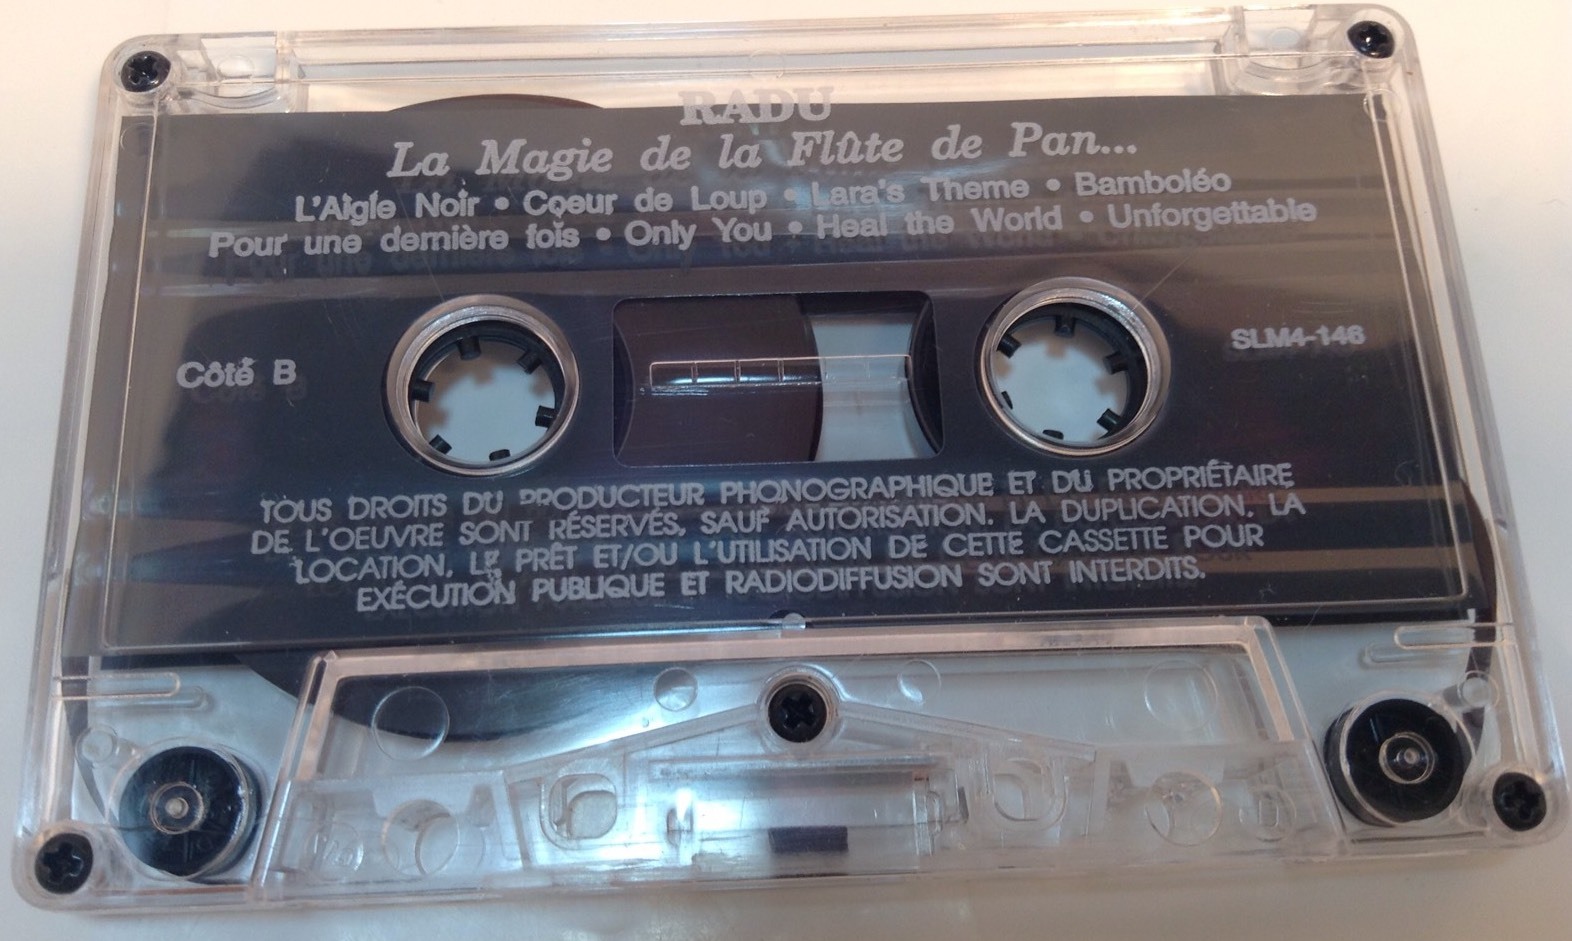 RADU
La Magie de la Flûte de Pan...
L'Aigle Noir • Coeur de Loup • Lara's Theme • Bamboléo
Pour une dernière fois • Only You • Heal the World • Unforgettable
Côté B
SLM4-146
TOUS DROITS DU PRODUCTEUR PHONOGRAPHIQUE ET DU PROPRIÉTAIRE
DE L'OEUVRE SONT RÉSERVÉS, SAUF AUTORISATION. LA DUPLICATION, LA
LOCATION, LE PRÊT ET/OU L'UTILISATION DE CETTE CASSETTE POUR
EXÉCUTION PUBLIQUE ET RADIODIFFUSION SONT INTERDITS.